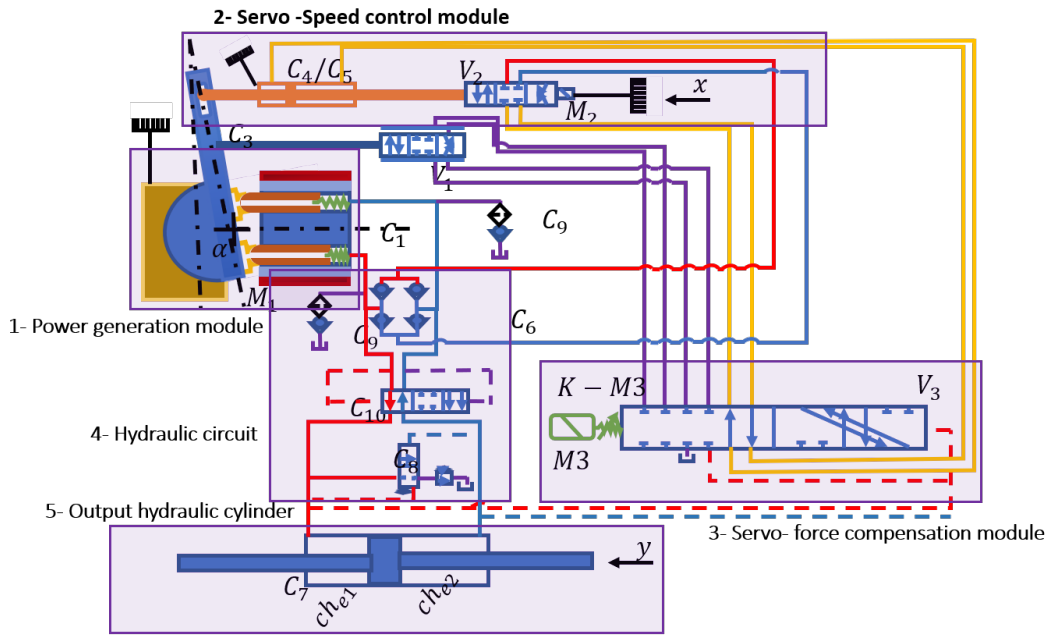 2- Servo -Speed control module
C₄/C₅
V₂
M₂
x
C₃
V₁
C₁
C₉
α
M₁
1- Power generation module
C₉
C₆
K − M3
V₃
C₁₀
M3
4- Hydraulic circuit
C₈
5- Output hydraulic cylinder
3- Servo- force compensation module
y
C₇
chₑ₁
chₑ₂